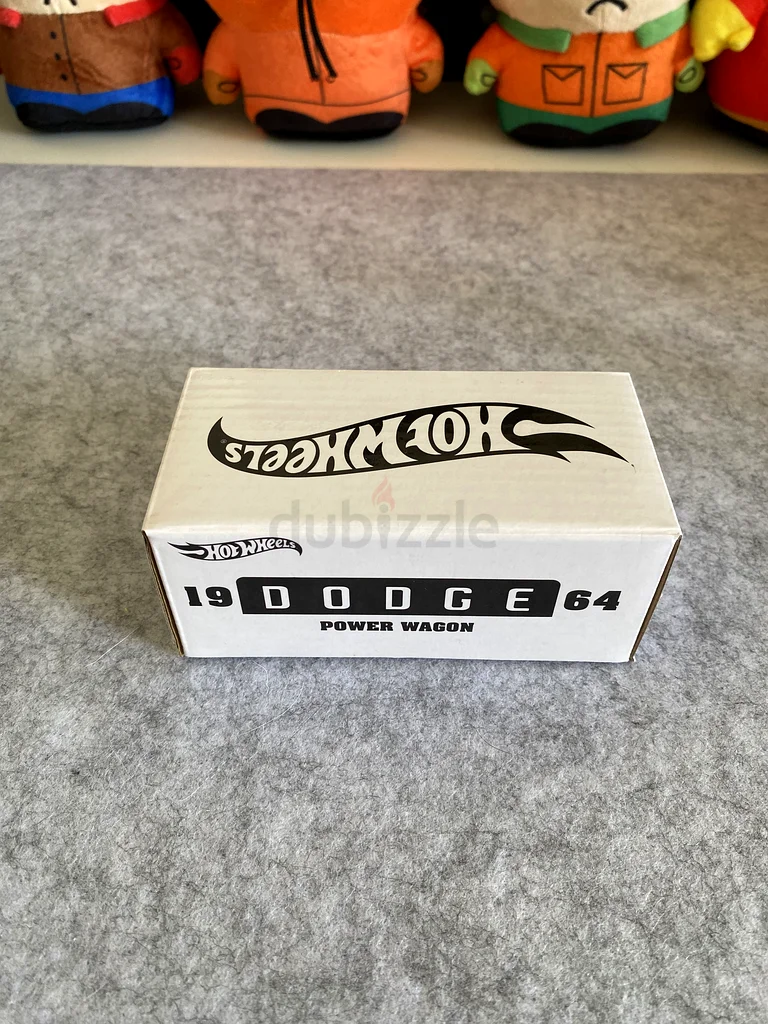 HOT WHEELS
dubizzle
HOT WHEELS
19 DODGE 64
POWER WAGON